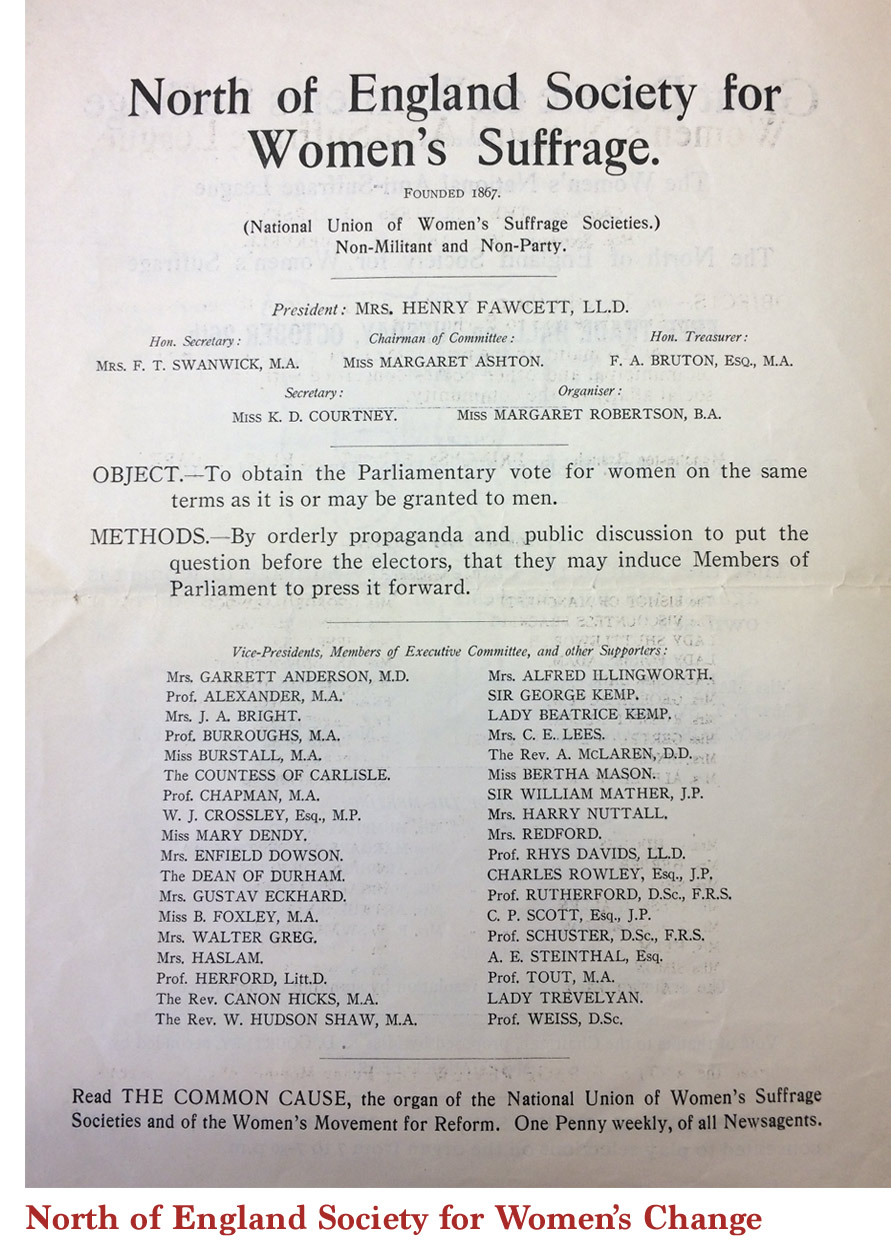 North of England Society for
Women's Suffrage.
FOUNDED 1867.
(National Union of Women's Suffrage Societies.)
Non-Militant and Non-Party.
President: MRS. HENRY FAWCETT, LL.D.
Hon. Secretary: Chairman of Committee: Hon. Treasurer:
MRS. F. T. SWANWICK, M.A. MISS MARGARET ASHTON. F. A. BRUTON, ESQ., M.A.
Secretary: Organiser:
MISS K. D. COURTNEY. MISS MARGARET ROBERTSON, B.A.
OBJECT.—To obtain the Parliamentary vote for women on the same
terms as it is or may be granted to men.
METHODS.—By orderly propaganda and public discussion to put the
question before the electors, that they may induce Members of
Parliament to press it forward.
Vice-Presidents, Members of Executive Committee, and other Supporters:
Mrs. GARRETT ANDERSON, M.D.
Prof. ALEXANDER, M.A.
Mrs. J. A. BRIGHT.
Prof. BURROUGHS, M.A.
Miss BURSTALL, M.A.
The COUNTESS OF CARLISLE.
Prof. CHAPMAN, M.A.
W. J. CROSSLEY, Esq., M.P.
Miss MARY DENDY.
Mrs. ENFIELD DOWSON.
The DEAN OF DURHAM.
Mrs. GUSTAV ECKHARD.
Miss B. FOXLEY, M.A.
Mrs. WALTER GREG.
Mrs. HASLAM.
Prof. HERFORD, Litt.D.
The Rev. CANON HICKS, M.A.
The Rev. W. HUDSON SHAW, M.A.
Mrs. ALFRED ILLINGWORTH.
SIR GEORGE KEMP.
LADY BEATRICE KEMP.
Mrs. C. E. LEES.
The Rev. A. McLAREN, D.D.
Miss BERTHA MASON.
SIR WILLIAM MATHER, J.P.
Mrs. HARRY NUTTALL.
Mrs. REDFORD.
Prof. RHYS DAVIDS, LL.D.
CHARLES ROWLEY, Esq., J.P.
Prof. RUTHERFORD, D.Sc., F.R.S.
C. P. SCOTT, Esq., J.P.
Prof. SCHUSTER, D.Sc., F.R.S.
A. E. STEINTHAL, Esq.
Prof. TOUT, M.A.
LADY TREVELYAN.
Prof. WEISS, D.Sc.
Read THE COMMON CAUSE, the organ of the National Union of Women's Suffrage
Societies and of the Women's Movement for Reform. One Penny weekly, of all Newsagents.
North of England Society for Women's Change